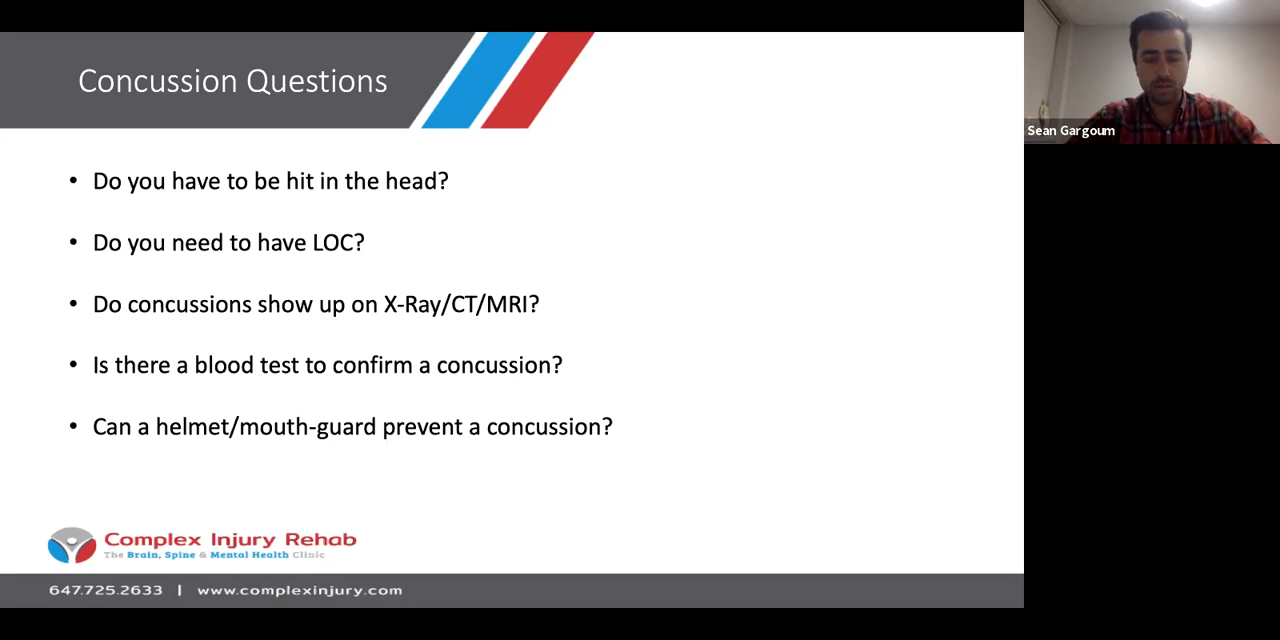 Concussion Questions
Sean Gargoum
• Do you have to be hit in the head?
• Do you need to have LOC?
• Do concussions show up on X-Ray/CT/MRI?
• Is there a blood test to confirm a concussion?
• Can a helmet/mouth-guard prevent a concussion?
Complex Injury Rehab
The Brain, Spine & Mental Health Clinic
647.725.2633 | www.complexinjury.com